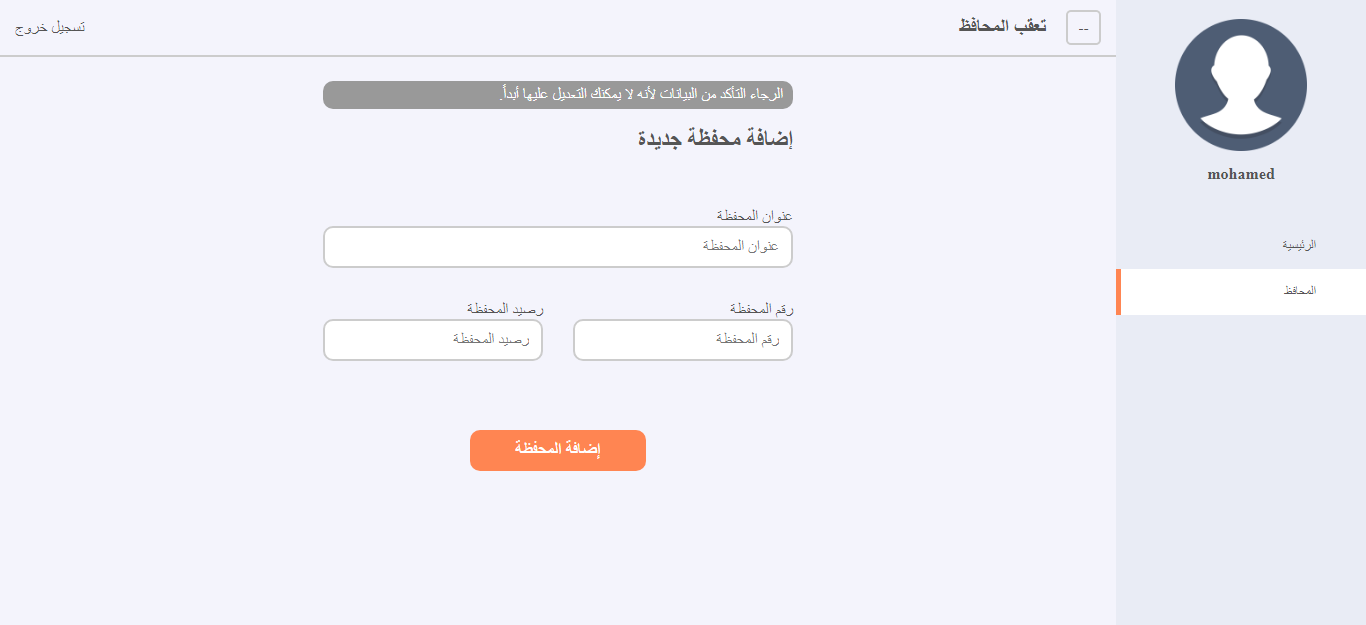 mohamed
الرئيسية
المحافظ
--
تعقب المحافظ
تسجيل خروج
الرجاء التأكد من البيانات لأنه لا يمكنك التعديل عليها أبداً.
إضافة محفظة جديدة
عنوان المحفظة
عنوان المحفظة
رقم المحفظة
رقم المحفظة
رصيد المحفظة
رصيد المحفظة
إضافة المحفظة